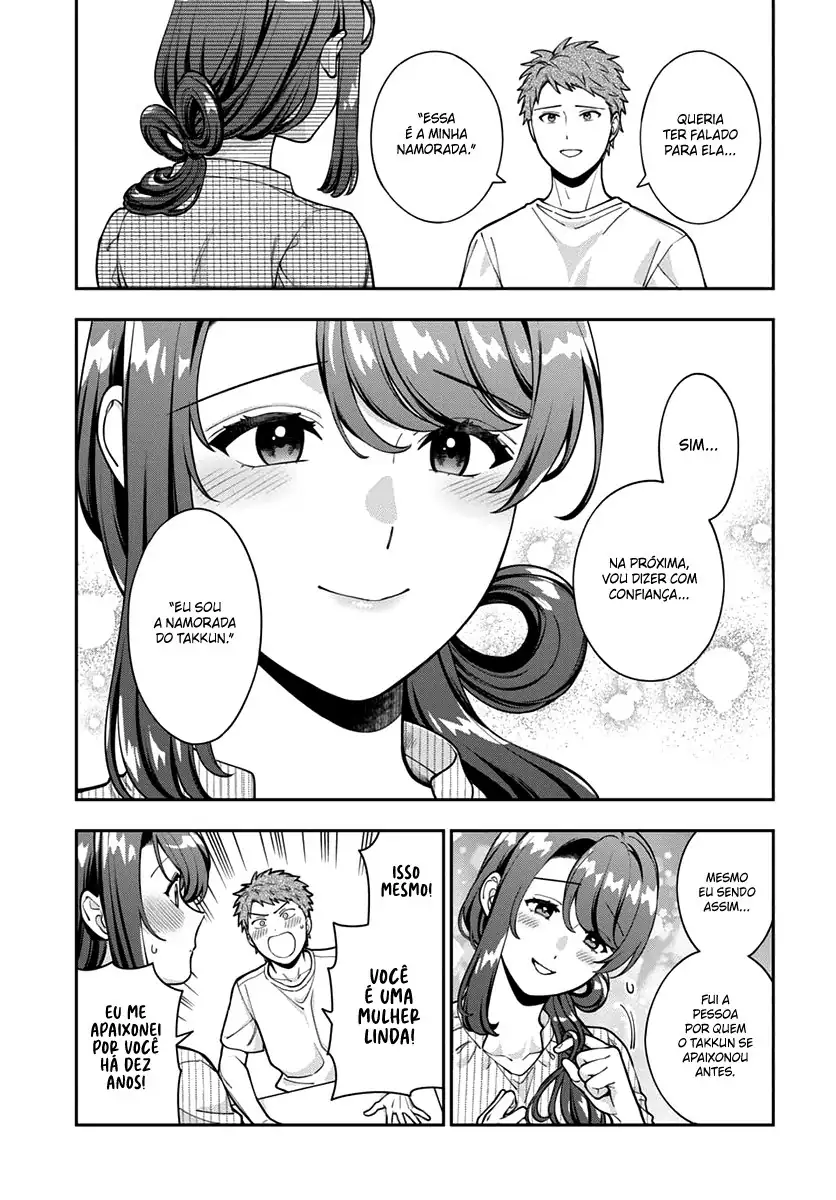 QUERIA
TER FALADO
PARA ELA...
"ESSA
É A MINHA
NAMORADA."
SIM...
NA PRÓXIMA,
VOU DIZER COM
CONFIANÇA...
"EU SOU
A NAMORADA
DO TAKKUN."
MESMO
EU SENDO
ASSIM...
FUI A
PESSOA
POR QUEM
O TAKKUN SE
APAIXONOU
ANTES.
ISSO
MESMO!
VOCÊ
É UMA
MULHER
LINDA!
EU ME
APAIXONEI
POR VOCÊ
HÁ DEZ
ANOS!